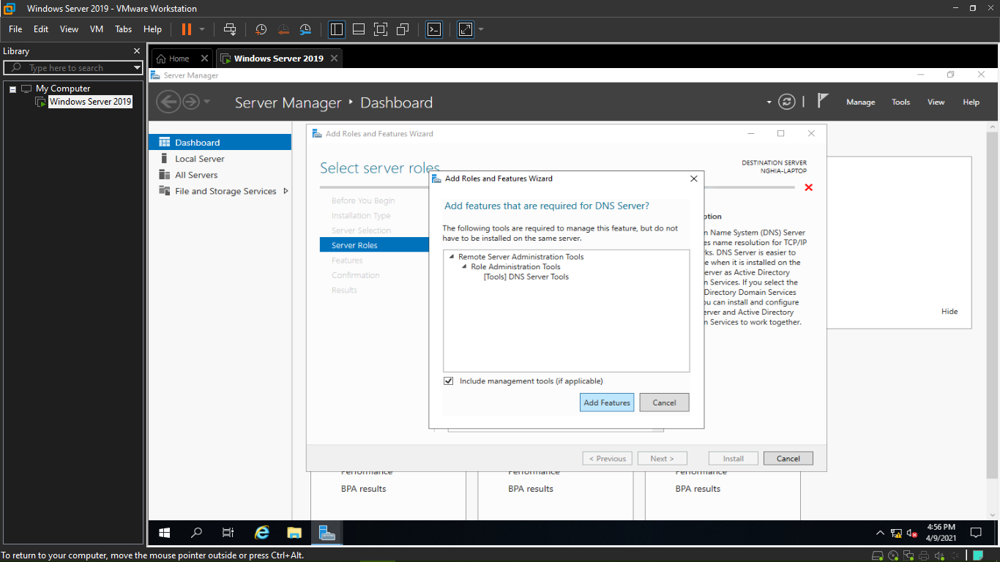 Windows Server 2019 - VMware Workstation
File Edit View VM Tabs Help
Library
Type here to search
My Computer
Windows Server 2019
Home
Windows Server 2019
Server Manager
Server Manager
Dashboard
Manage Tools View Help
Dashboard
Local Server
All Servers
File and Storage Services
Add Roles and Features Wizard
Select server roles
DESTINATION SERVER
NGHIA-LAPTOP
Before You Begin
Installation Type
Server Selection
Server Roles
Features
Confirmation
Results
Add Roles and Features Wizard
Add features that are required for DNS Server?
The following tools are required to manage this feature, but do not
have to be installed on the same server.
Remote Server Administration Tools
Role Administration Tools
[Tools] DNS Server Tools
Include management tools (if applicable)
Add Features Cancel
ption
n Name System (DNS) Server
es name resolution for TCP/IP
ks. DNS Server is easier to
e when it is installed on the
erver as Active Directory
n Services. If you select the
Directory Domain Services
ou can install and configure
erver and Active Directory
n Services to work together.
Hide
< Previous Next > Install Cancel
Performance Performance Performance
BPA results BPA results BPA results
4:56 PM
4/9/2021
To return to your computer, move the mouse pointer outside or press Ctrl+Alt.